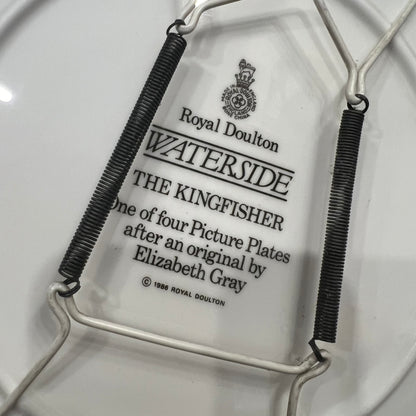 Royal Doulton
WATERSIDE
THE KINGFISHER
One of four Picture Plates
after an original by
Elizabeth Gray
© 1986 ROYAL DOULTON